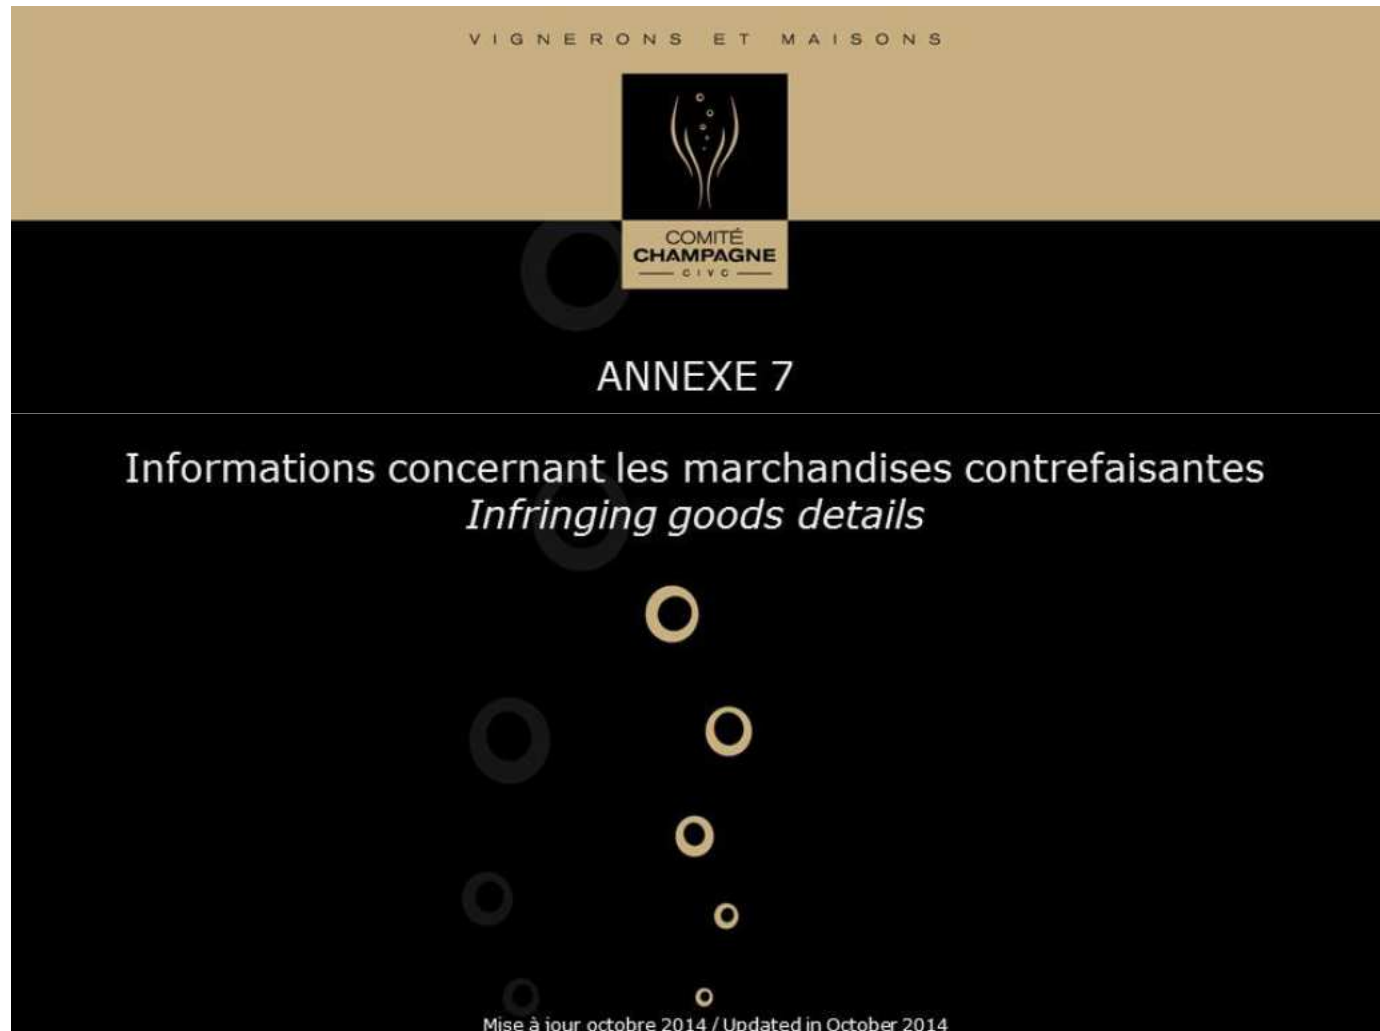 VIGNERONS ET MAISONS
COMITÉ
CHAMPAGNE
CIVC
ANNEXE 7
Informations concernant les marchandises contrefaisantes
Infringing goods details
Mise à jour octobre 2014 / Updated in October 2014